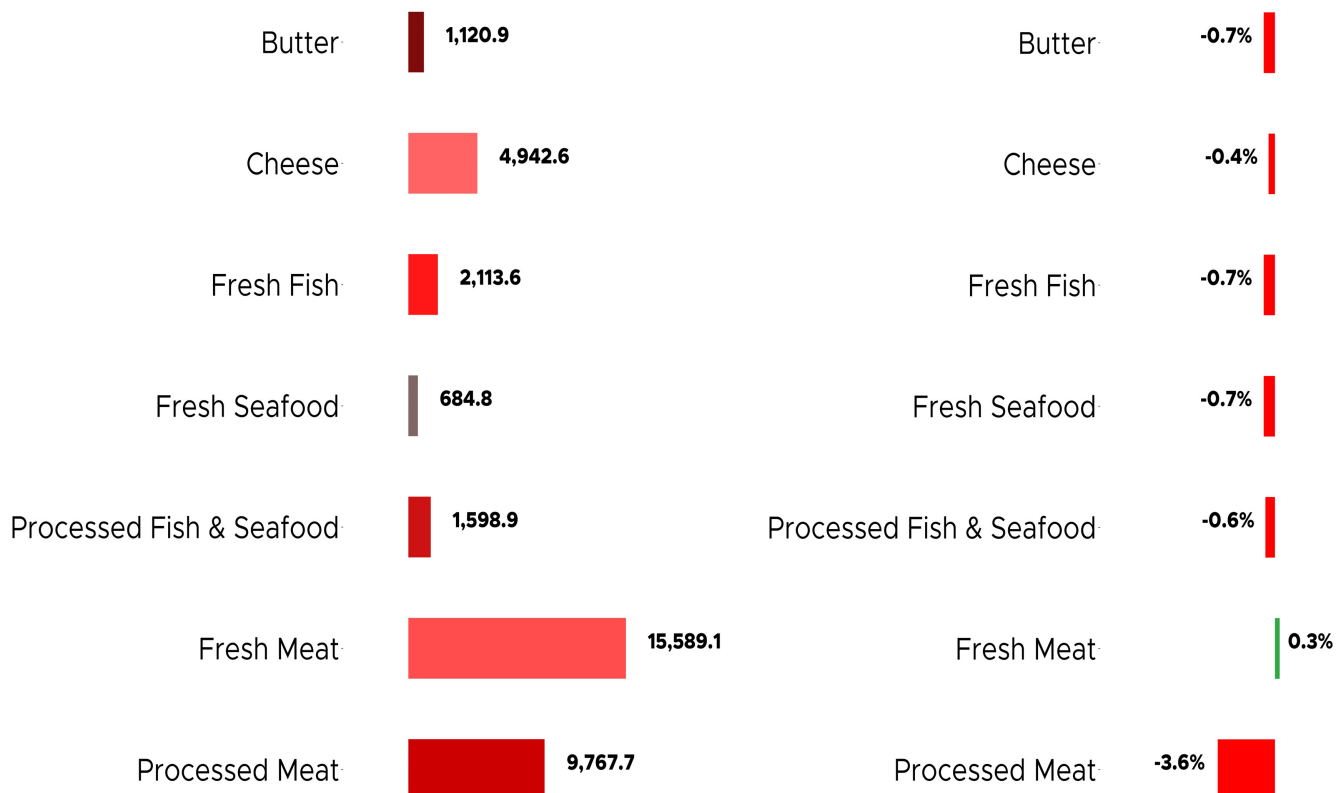 Butter 1,120.9 Butter -0.7%
Cheese 4,942.6 Cheese -0.4%
Fresh Fish 2,113.6 Fresh Fish -0.7%
Fresh Seafood 684.8 Fresh Seafood -0.7%
Processed Fish & Seafood 1,598.9 Processed Fish & Seafood -0.6%
Fresh Meat 15,589.1 Fresh Meat 0.3%
Processed Meat 9,767.7 Processed Meat -3.6%